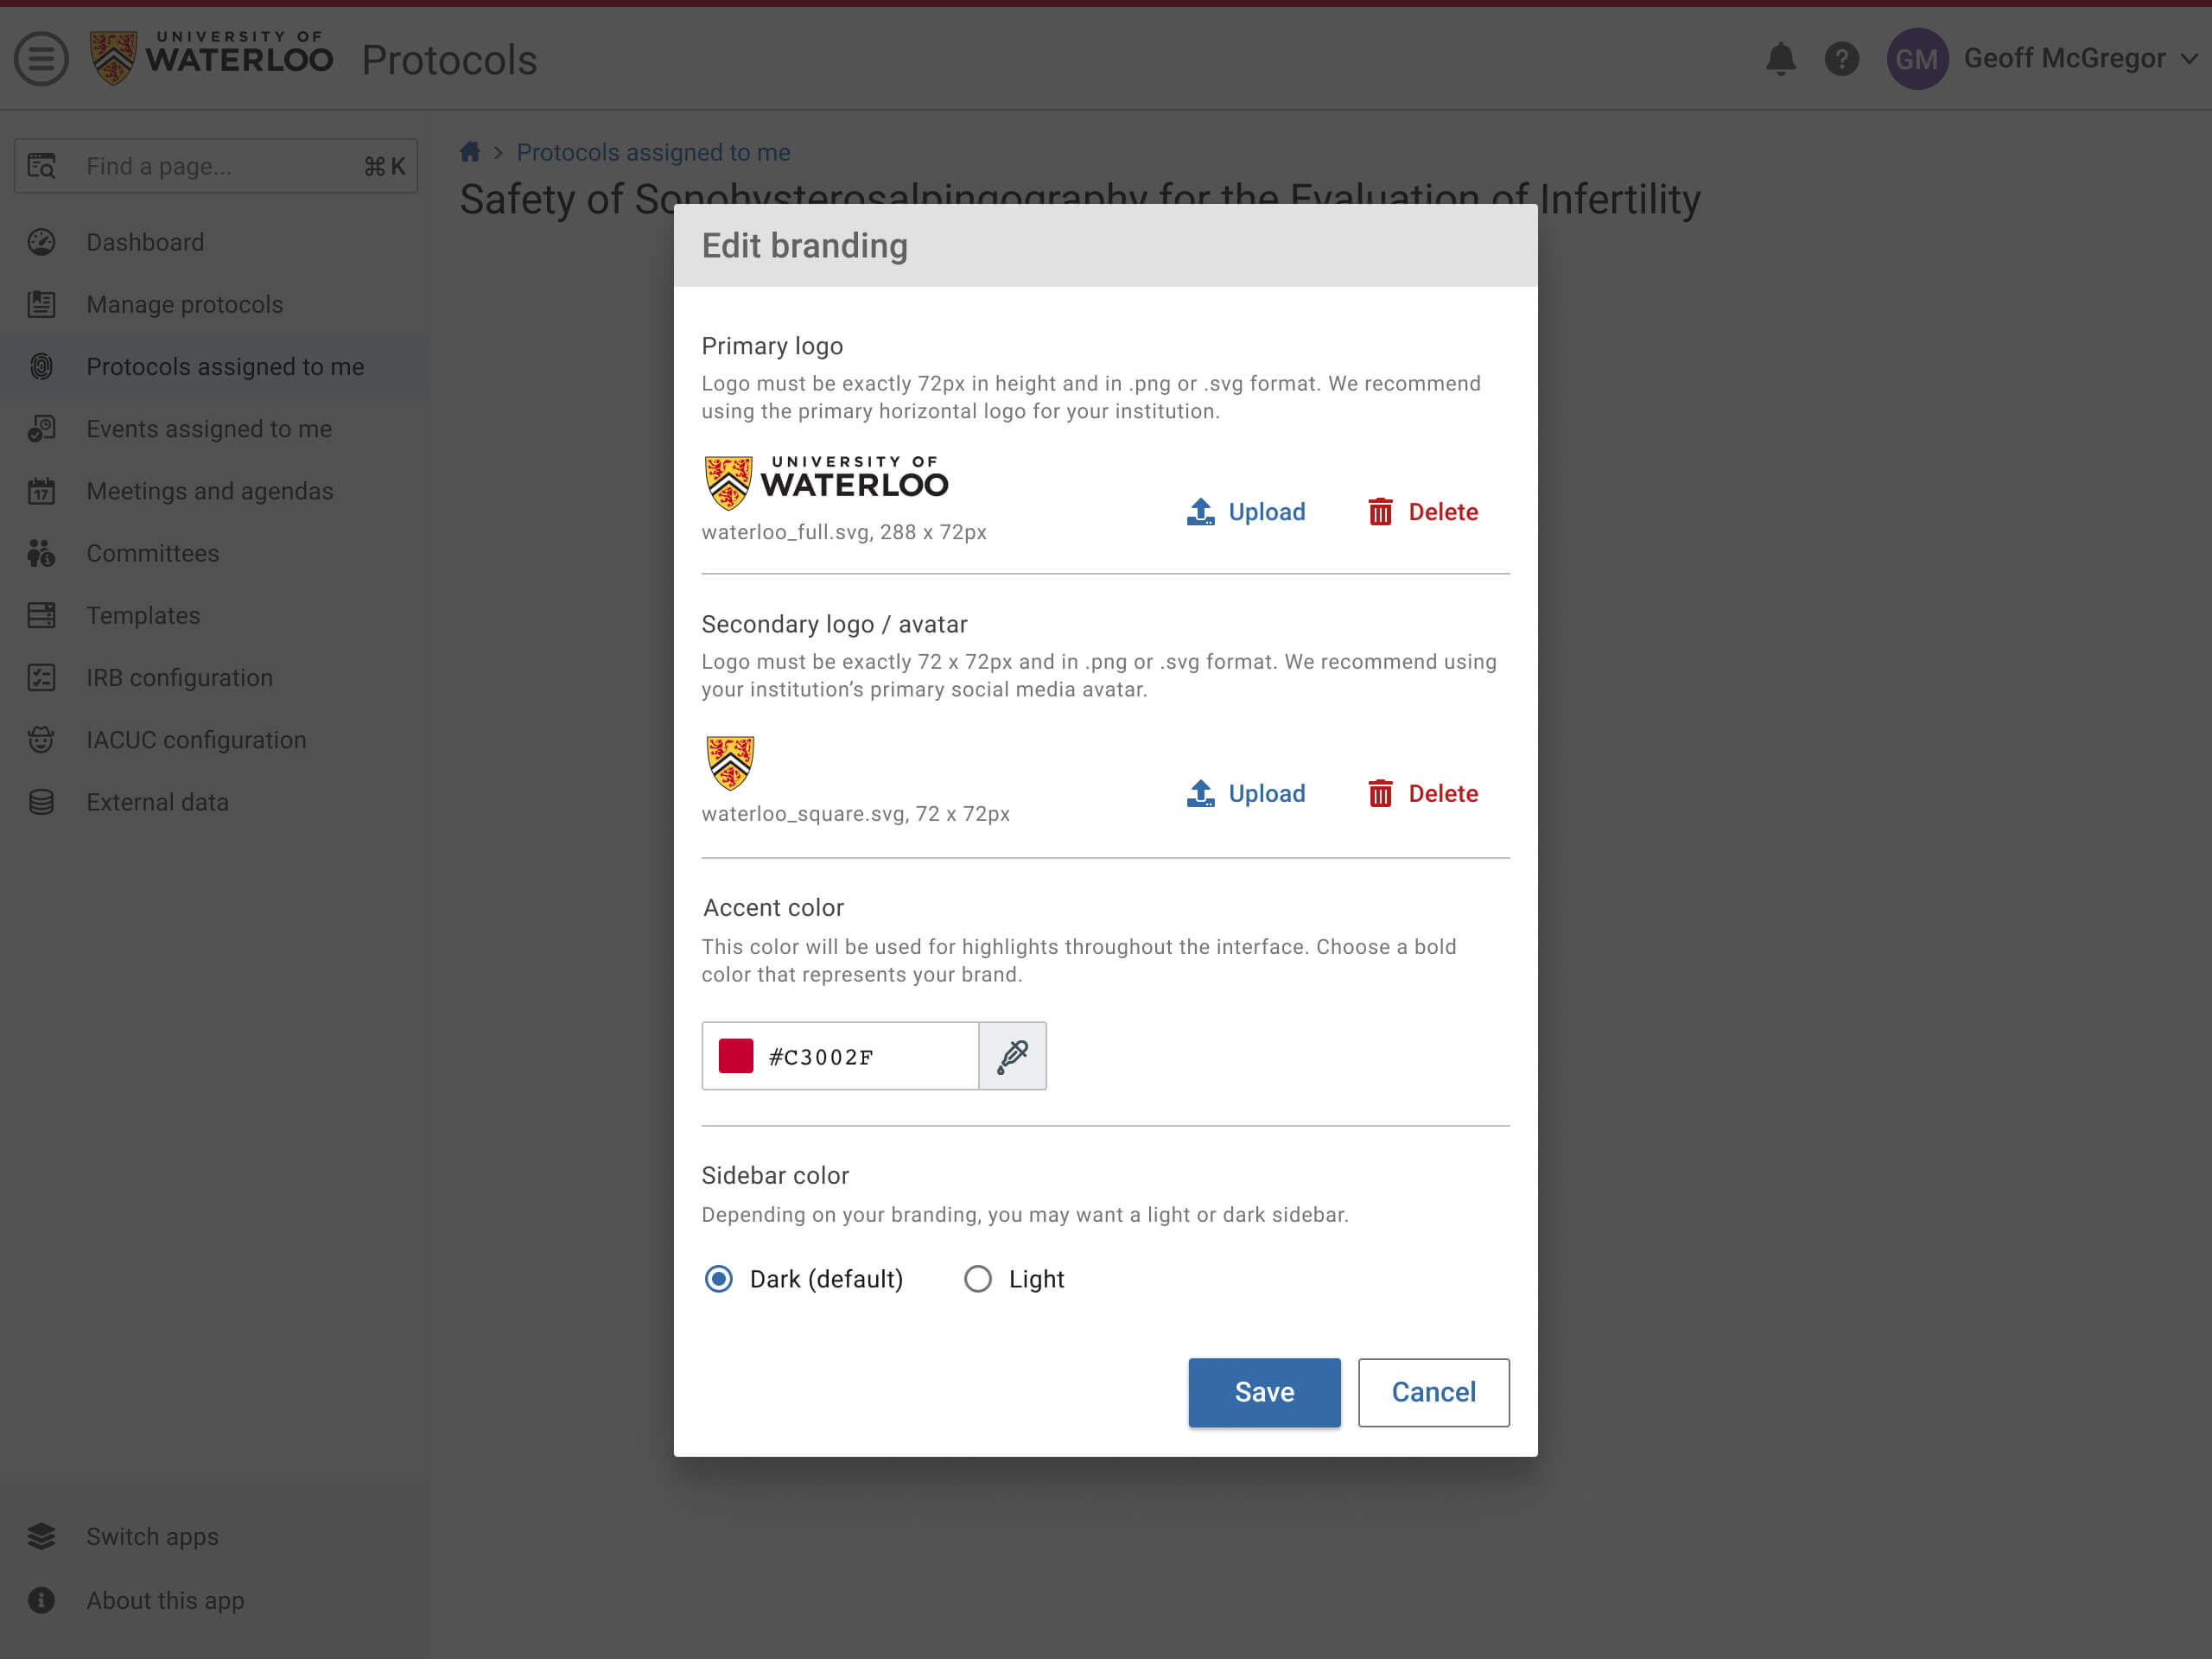 UNIVERSITY OF
WATERLOO
Protocols
GM
Geoff McGregor
Find a page...
⌘ K
Dashboard
Manage protocols
Protocols assigned to me
Events assigned to me
17
Meetings and agendas
Committees
Templates
IRB configuration
IACUC configuration
External data
Switch apps
About this app
Protocols assigned to me
Safety of Sonohysterosalpingography for the Evaluation of Infertility
Edit branding
Primary logo
Logo must be exactly 72px in height and in .png or .svg format. We recommend
using the primary horizontal logo for your institution.
UNIVERSITY OF
WATERLOO
waterloo_full.svg, 288 x 72px
Upload
Delete
Secondary logo / avatar
Logo must be exactly 72 x 72px and in .png or .svg format. We recommend using
your institution’s primary social media avatar.
waterloo_square.svg, 72 x 72px
Upload
Delete
Accent color
This color will be used for highlights throughout the interface. Choose a bold
color that represents your brand.
#C3002F
Sidebar color
Depending on your branding, you may want a light or dark sidebar.
Dark (default)
Light
Save
Cancel